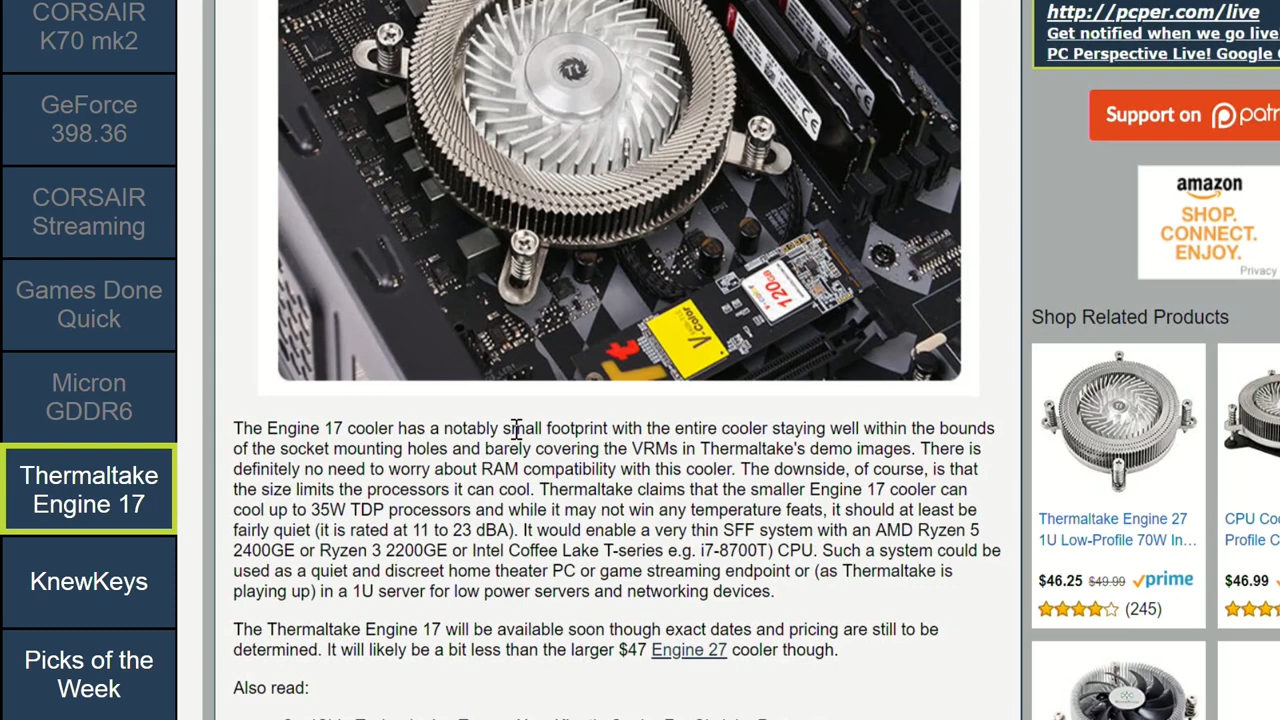 CORSAIR
K70 mk2
GeForce
398.36
CORSAIR
Streaming
Games Done
Quick
Micron
GDDR6
Thermaltake
Engine 17
KnewKeys
Picks of the
Week
120GB
V-Color
The Engine 17 cooler has a notably small footprint with the entire cooler staying well within the bounds
of the socket mounting holes and barely covering the VRMs in Thermaltake's demo images. There is
definitely no need to worry about RAM compatibility with this cooler. The downside, of course, is that
the size limits the processors it can cool. Thermaltake claims that the smaller Engine 17 cooler can
cool up to 35W TDP processors and while it may not win any temperature feats, it should at least be
fairly quiet (it is rated at 11 to 23 dBA). It would enable a very thin SFF system with an AMD Ryzen 5
2400GE or Ryzen 3 2200GE or Intel Coffee Lake T-series e.g. i7-8700T) CPU. Such a system could be
used as a quiet and discreet home theater PC or game streaming endpoint or (as Thermaltake is
playing up) in a 1U server for low power servers and networking devices.
The Thermaltake Engine 17 will be available soon though exact dates and pricing are still to be
determined. It will likely be a bit less than the larger $47 Engine 27 cooler though.
Also read:
http://pcper.com/live
Get notified when we go live
PC Perspective Live! Google
Support on patr
amazon
SHOP.
CONNECT.
ENJOY.
Privacy
Shop Related Products
Thermaltake Engine 27
1U Low-Profile 70W In…
$46.25 $49.99 prime
(245)
CPU Coo
Profile C
$46.99